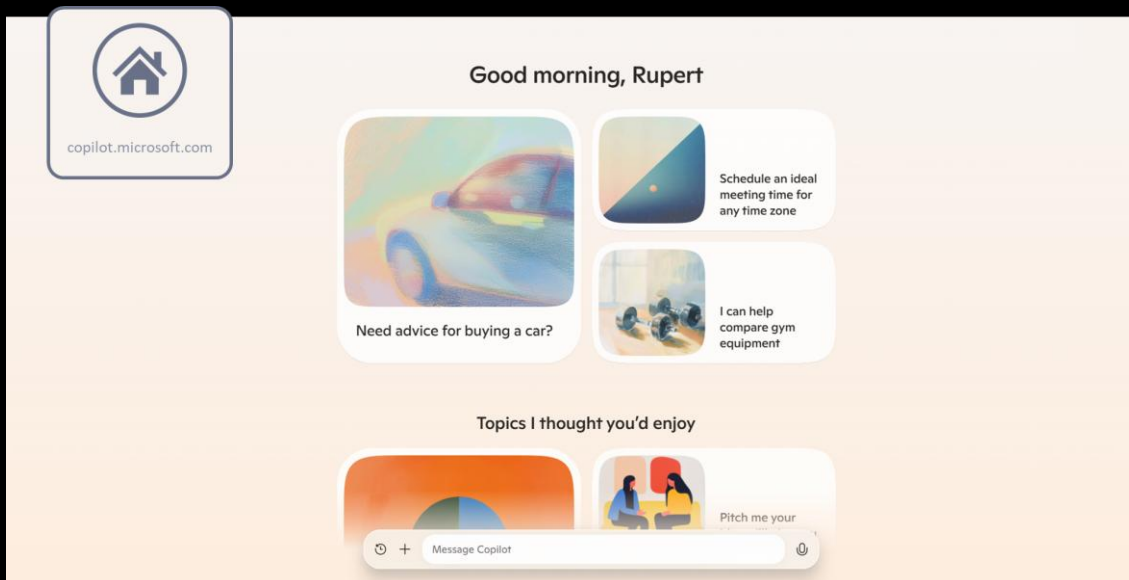 copilot.microsoft.com
Good morning, Rupert
Need advice for buying a car?
Schedule an ideal
meeting time for
any time zone
I can help
compare gym
equipment
Topics I thought you'd enjoy
Pitch me your
Message Copilot